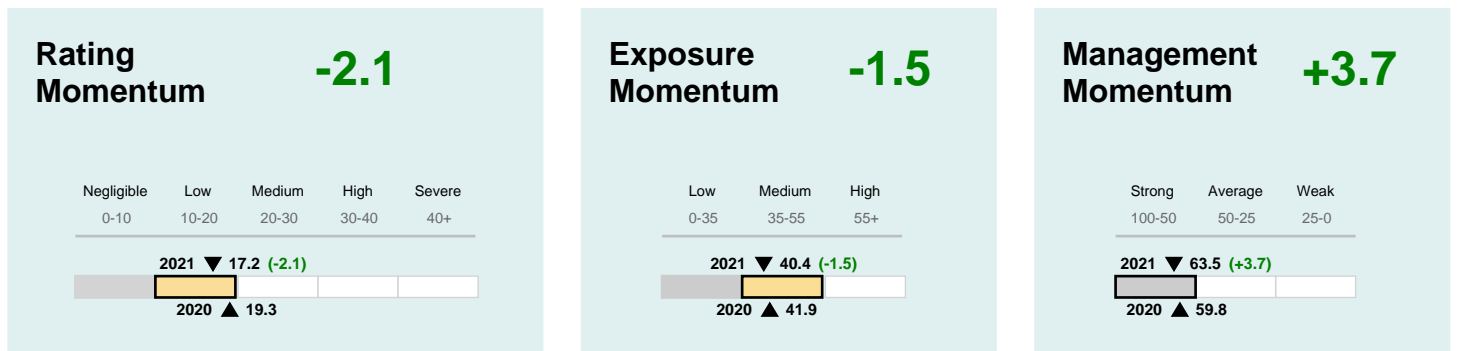 Rating
Momentum
-2.1
Negligible Low Medium High Severe
0-10 10-20 20-30 30-40 40+
2021 ▼ 17.2 (-2.1)
2020 ▲ 19.3
Exposure
Momentum
-1.5
Low Medium High
0-35 35-55 55+
2021 ▼ 40.4 (-1.5)
2020 ▲ 41.9
Management
Momentum
+3.7
Strong Average Weak
100-50 50-25 25-0
2021 ▼ 63.5 (+3.7)
2020 ▲ 59.8